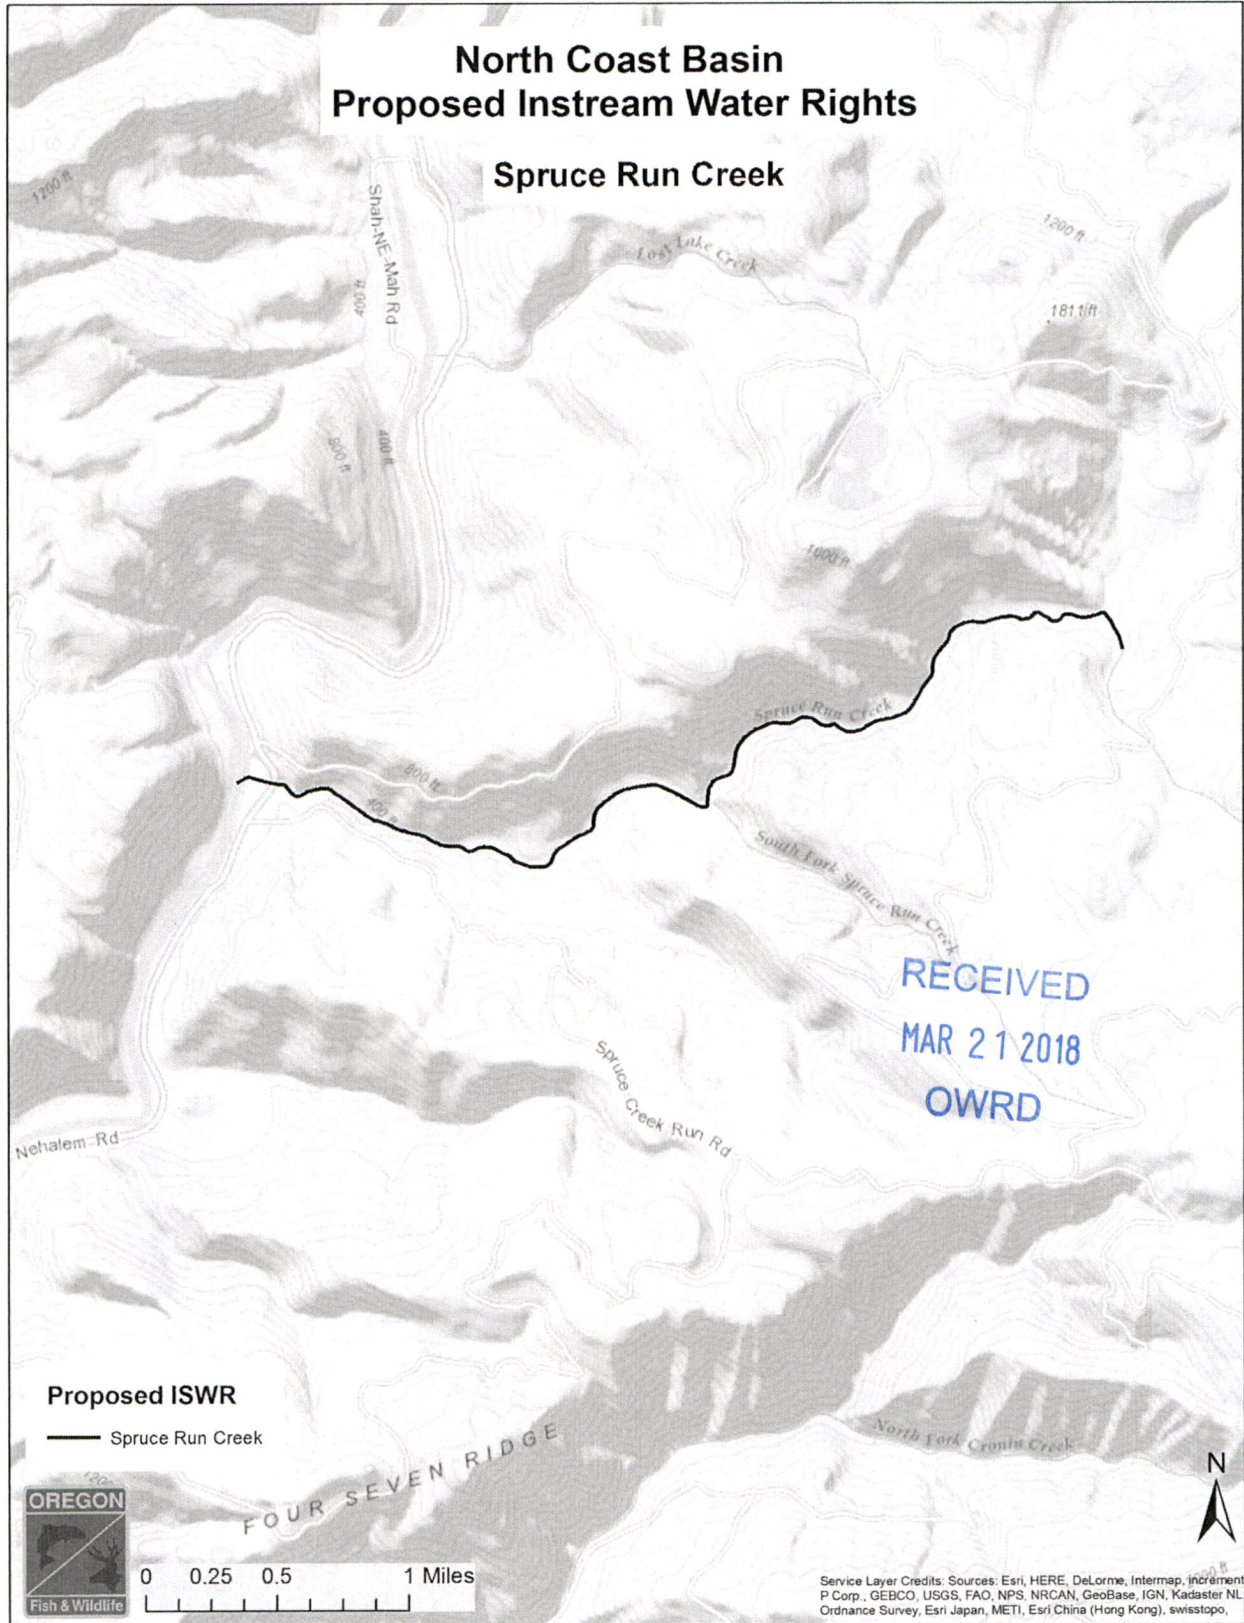 North Coast Basin
Proposed Instream Water Rights
Spruce Run Creek
1200 ft
Shah-NE-Mah Rd
400 ft
Lost Lake Creek
1200 ft
1811 ft
800 ft
400 ft
1600 ft
Spruce Run Creek
800 ft
400 ft
South Fork Spruce Run Creek
RECEIVED
MAR 21 2018
OWRD
Spruce Creek Run Rd
Nehalem Rd
Proposed ISWR
Spruce Run Creek
North Fork Cronin Creek
FOUR SEVEN RIDGE
N
OREGON
Fish & Wildlife
0 0.25 0.5 1 Miles
Service Layer Credits: Sources: Esri, HERE, DeLorme, Intermap, increment
P Corp., GEBCO, USGS, FAO, NPS, NRCAN, GeoBase, IGN, Kadaster NL,
Ordnance Survey, Esri Japan, METI, Esri China (Hong Kong), swisstopo,